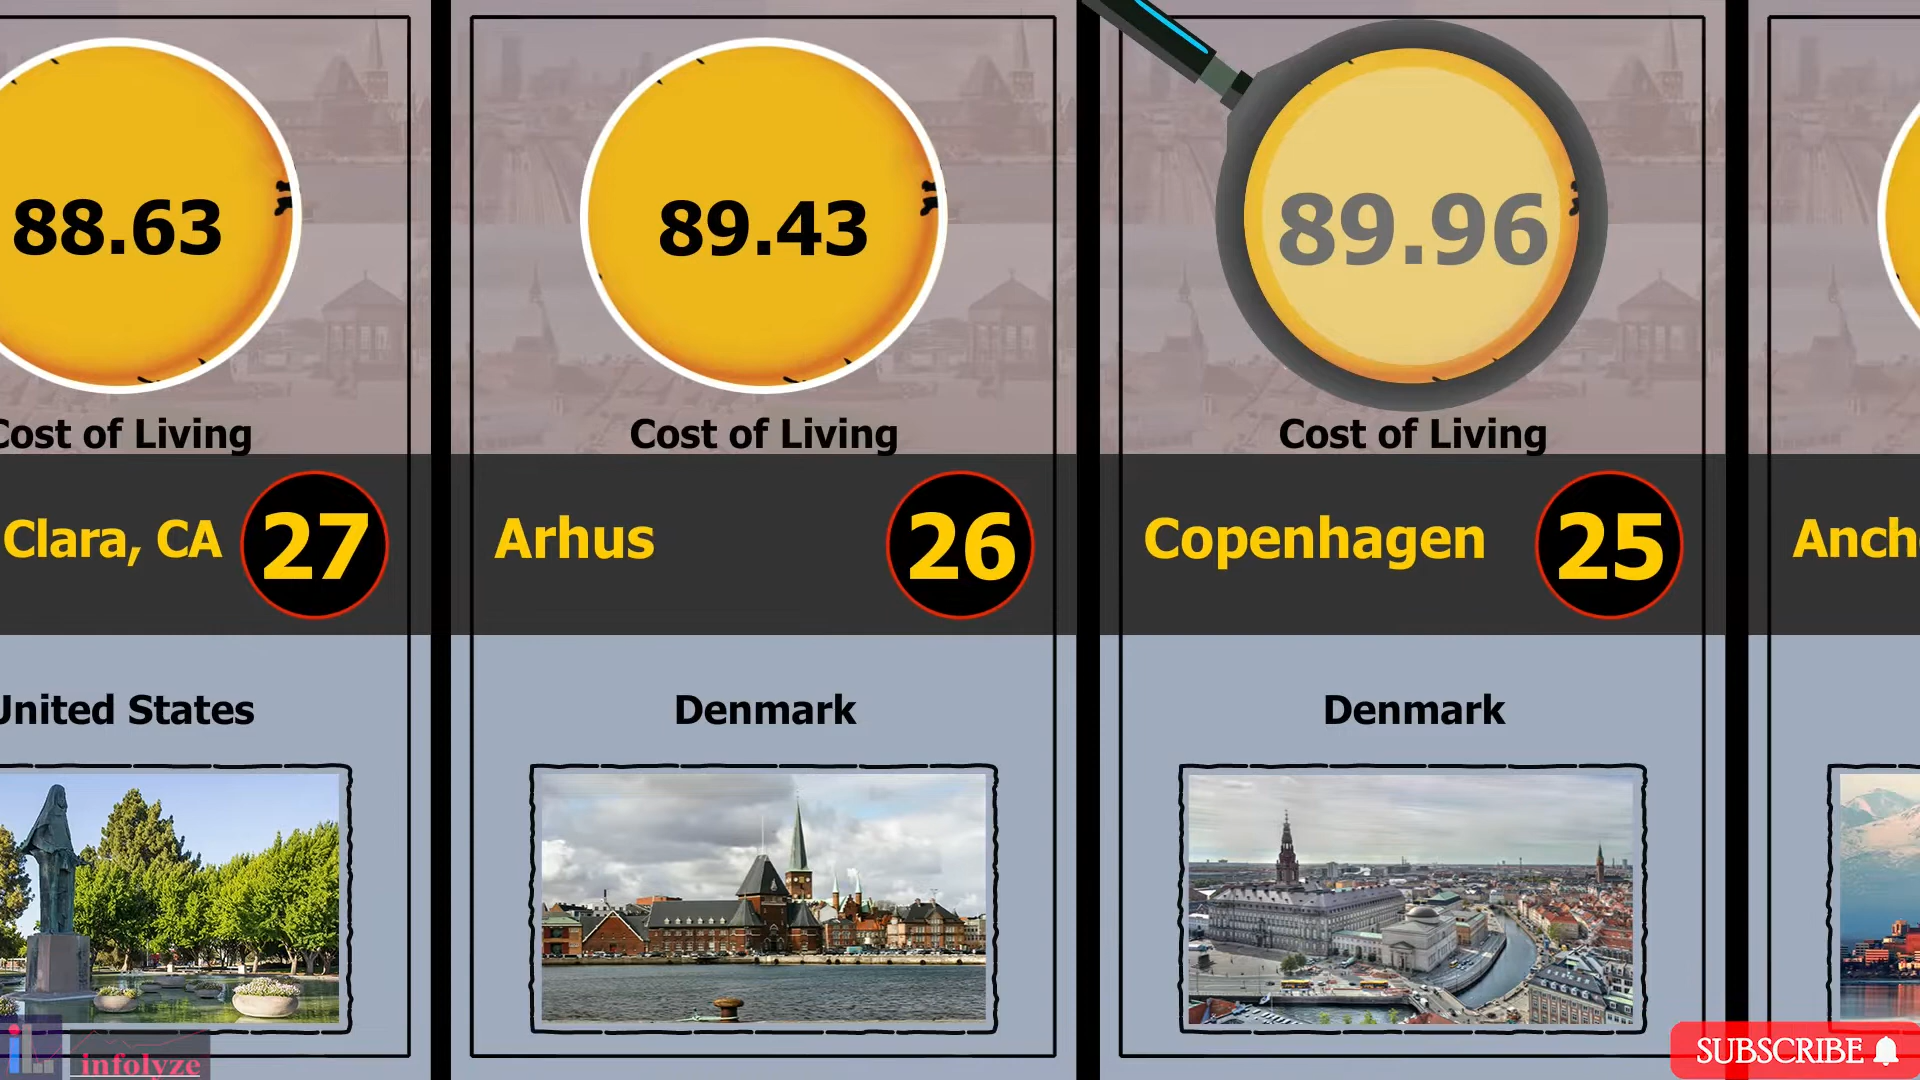 88.63
Cost of Living
Clara, CA
27
United States
89.43
Cost of Living
Arhus
26
Denmark
89.96
Cost of Living
Copenhagen
25
Denmark
Anch
infolyze
SUBSCRIBE